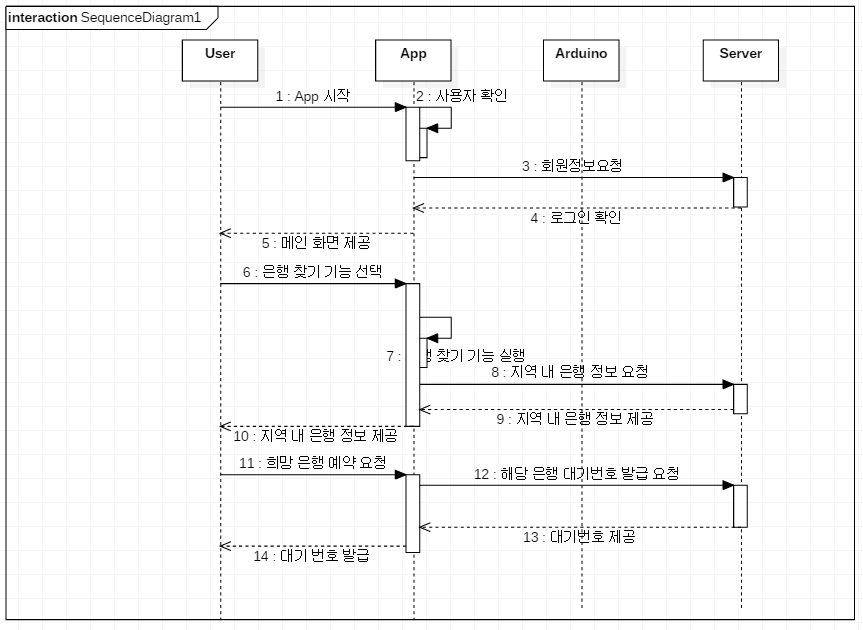 interaction SequenceDiagram1
User
App
Arduino
Server
1 : App 시작
2 : 사용자 확인
3 : 회원정보요청
4 : 로그인 확인
5 : 메인 화면 제공
6 : 은행 찾기 기능 선택
7 : 찾기 기능 실행
8 : 지역 내 은행 정보 요청
9 : 지역 내 은행 정보 제공
10 : 지역 내 은행 정보 제공
11 : 희망 은행 예약 요청
12 : 해당 은행 대기번호 발급 요청
13 : 대기번호 제공
14 : 대기 번호 발급